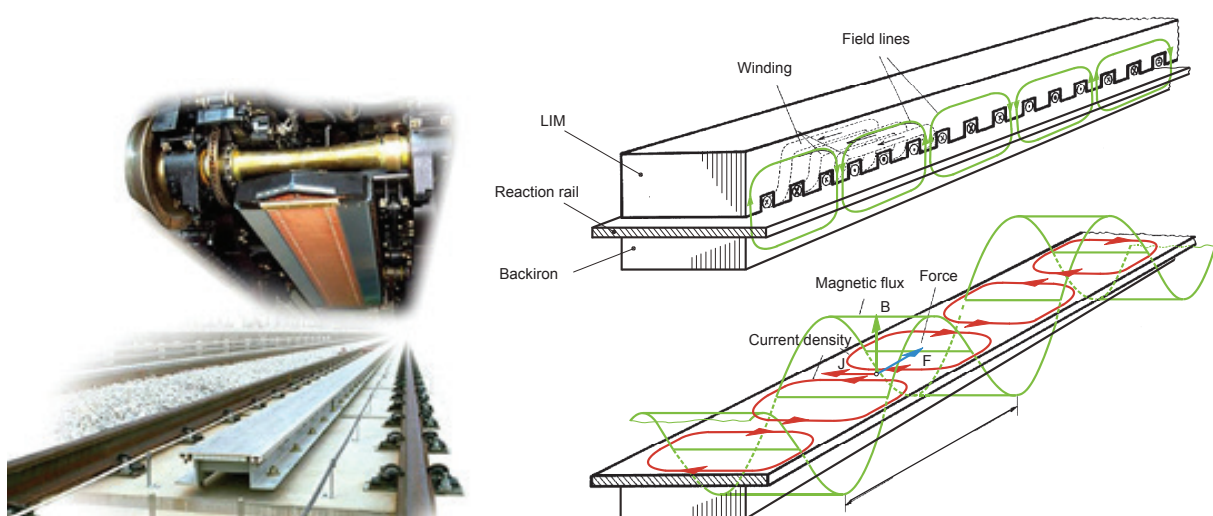 Field lines
Winding
LIM
Reaction rail
Backiron
Magnetic flux
Force
B
Current density
J
F